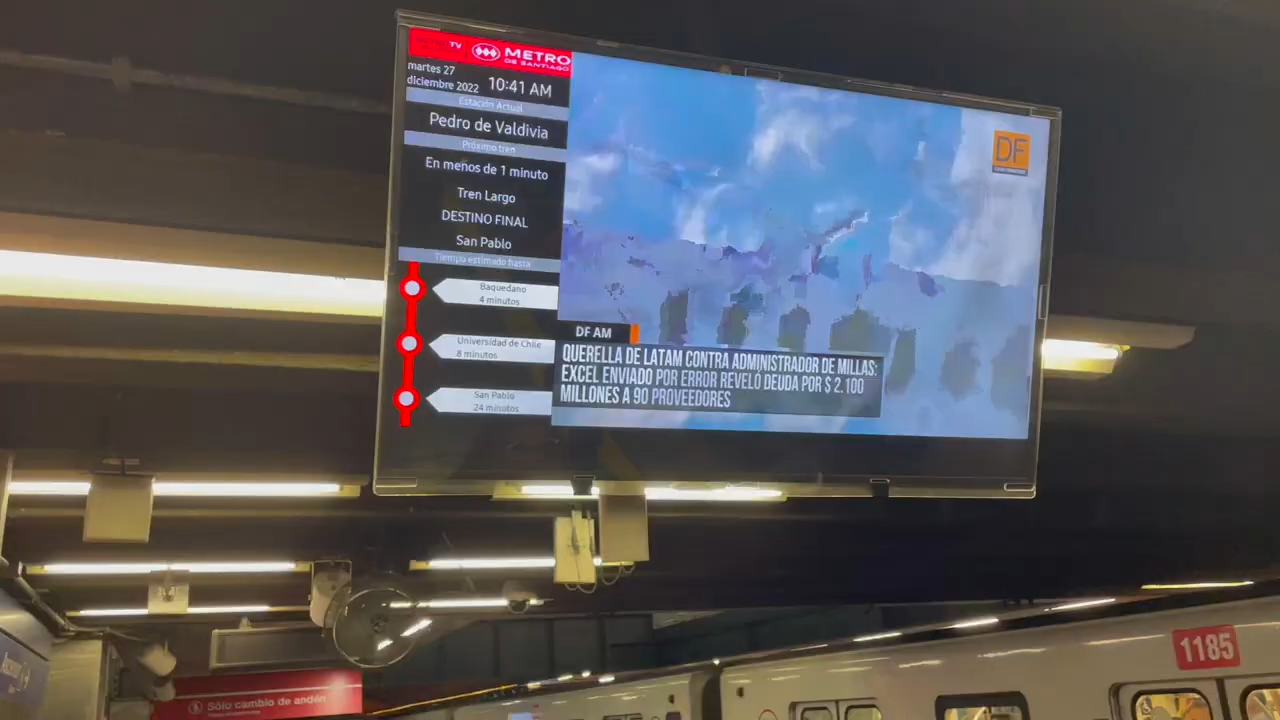 TV
METRO
DE SANTIAGO
martes 27
diciembre 2022
10:41 AM
Estación Actual
Pedro de Valdivia
Próximo tren
En menos de 1 minuto
Tren Largo
DESTINO FINAL
San Pablo
Tiempo estimado hasta
Baquedano
4 minutos
Universidad de Chile
8 minutos
San Pablo
24 minutos
DF
DF AM
QUERELLA DE LATAM CONTRA ADMINISTRADOR DE MILLAS:
EXCEL ENVIADO POR ERROR REVELÓ DEUDA POR $ 2.100
MILLONES A 90 PROVEEDORES
1185
Sólo cambio de andén